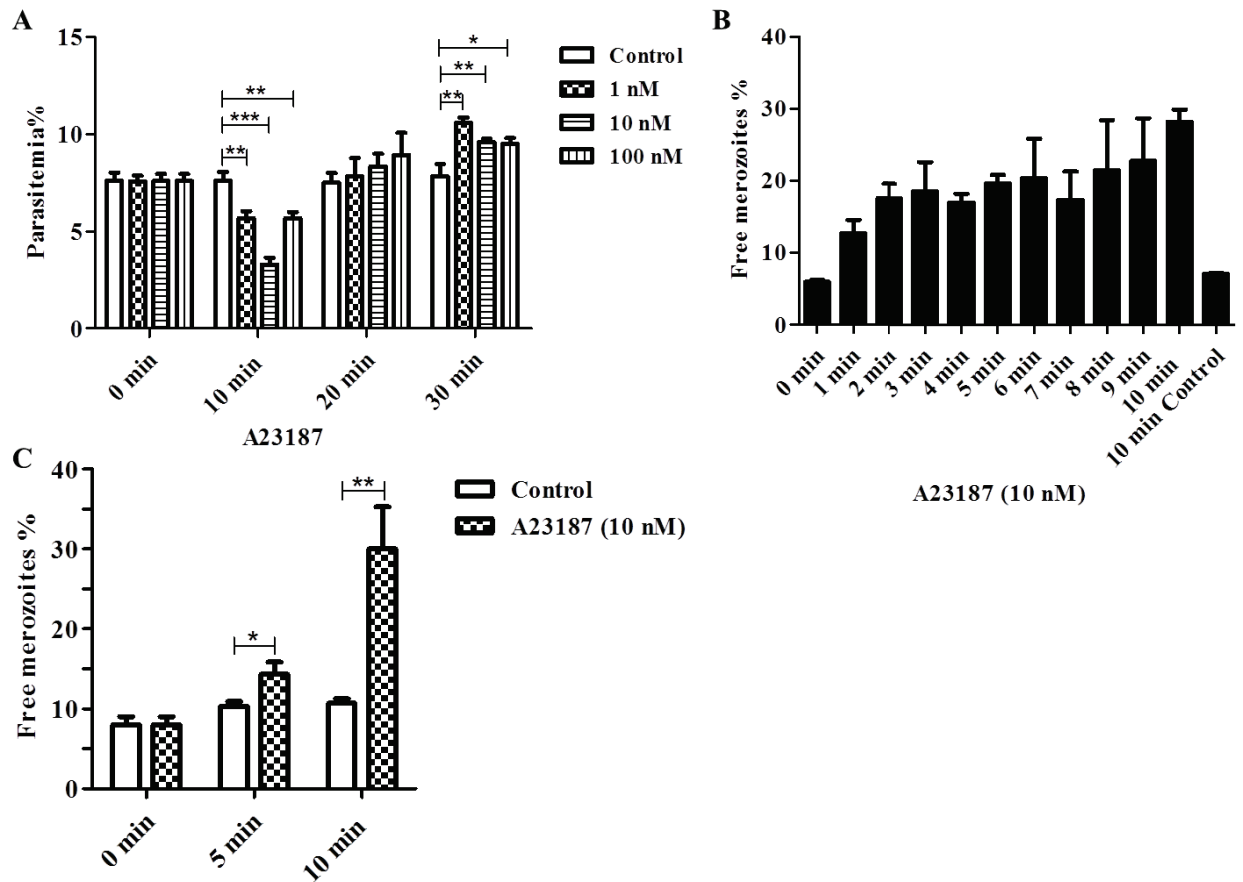 A
Parasitemia%
15
10
5
0
**
***
**
**
**
*
0 min
10 min
20 min
30 min
A23187
Control
1 nM
10 nM
100 nM
B
Free merozoites %
40
30
20
10
0
0 min
1 min
2 min
3 min
4 min
5 min
6 min
7 min
8 min
9 min
10 min
10 min Control
A23187 (10 nM)
C
Free merozoites %
40
30
20
10
0
*
**
0 min
5 min
10 min
Control
A23187 (10 nM)